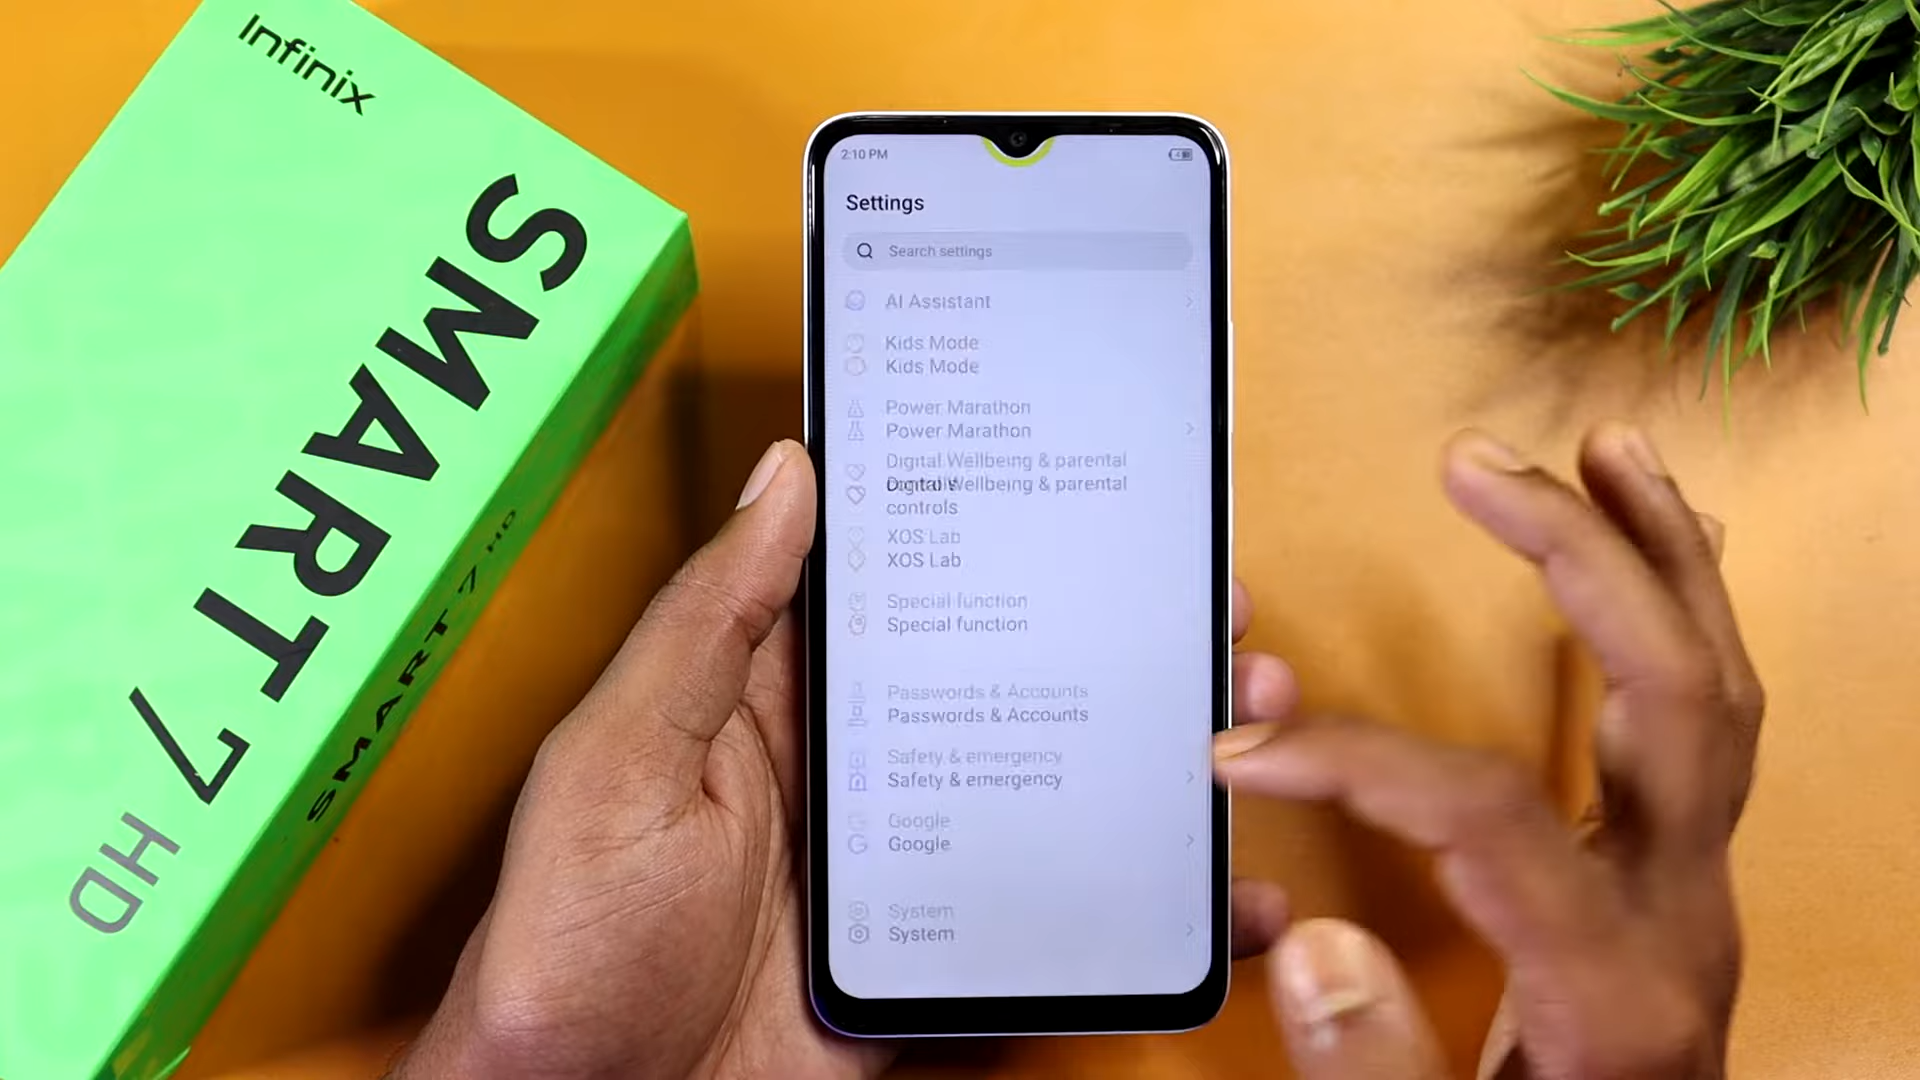 Infinix
SMART 7 HD
SMART 7 HD
2:10 PM
Settings
Search settings
AI Assistant
Kids Mode
Kids Mode
Power Marathon
Power Marathon
Digital Wellbeing & parental
controls
Digital Wellbeing & parental
controls
XOS Lab
XOS Lab
Special function
Special function
Passwords & Accounts
Passwords & Accounts
Safety & emergency
Safety & emergency
Google
Google
System
System